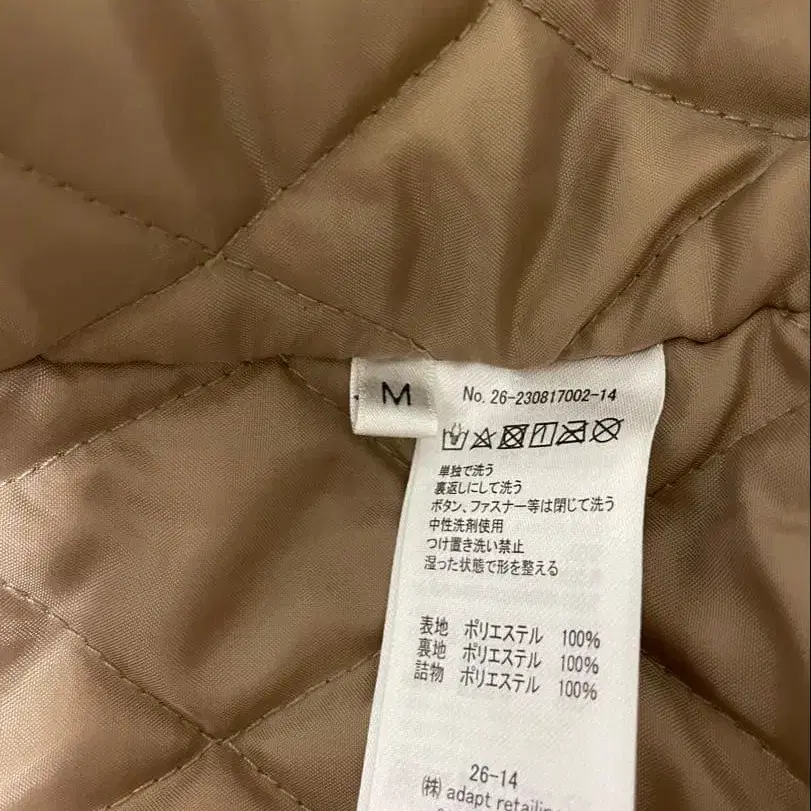 M
No. 26-230817002-14
単独で洗う
裏返しにして洗う
ボタン、ファスナー等は閉じて洗う
中性洗剤使用
つけ置き洗い禁止
湿った状態で形を整える
表地 ポリエステル 100%
裏地 ポリエステル 100%
詰物 ポリエステル 100%
26-14
(株) adapt retailin